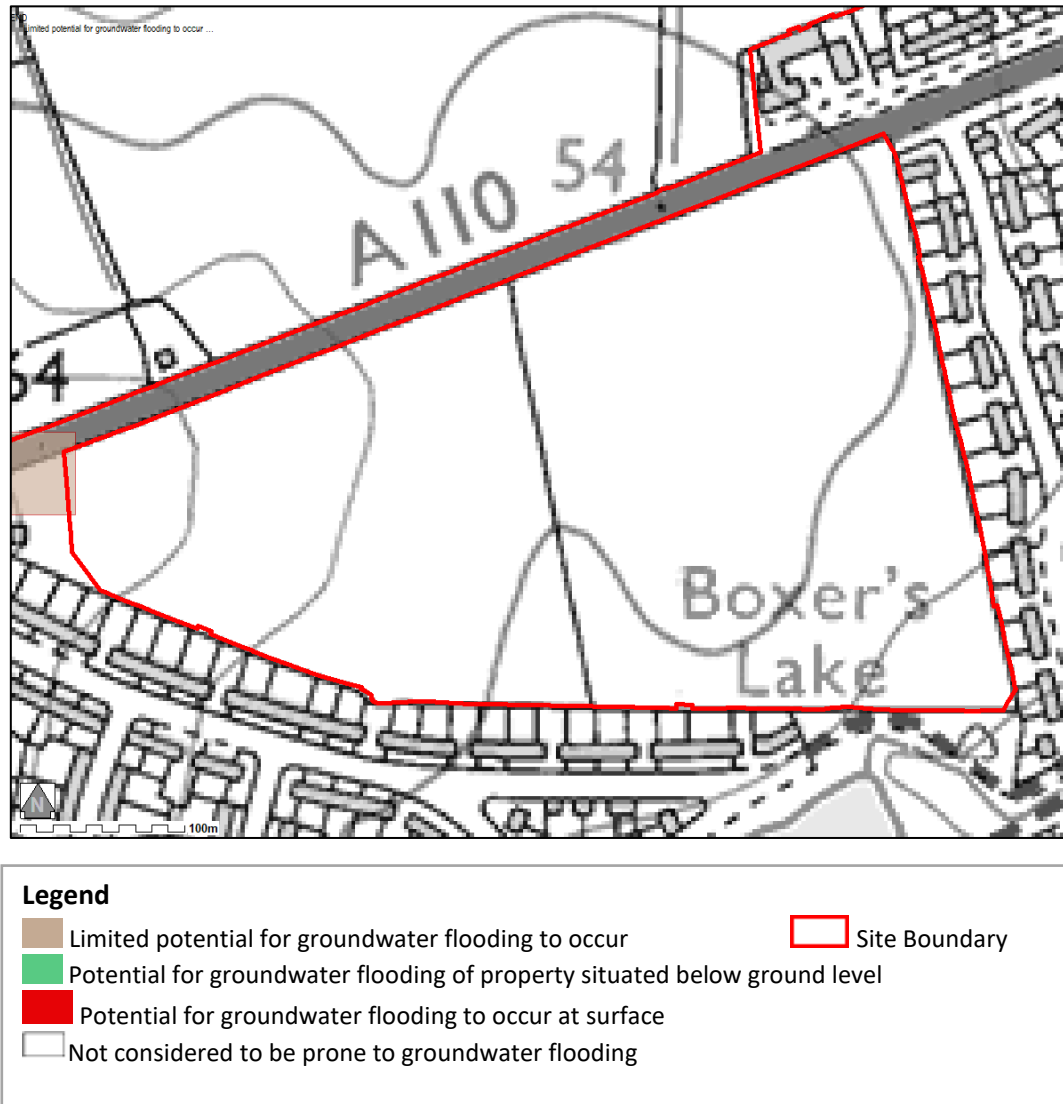 Limited potential for groundwater flooding to occur ...
A 110
54
54
Boxer's
Lake
N
100m
Legend
Limited potential for groundwater flooding to occur
Site Boundary
Potential for groundwater flooding of property situated below ground level
Potential for groundwater flooding to occur at surface
Not considered to be prone to groundwater flooding